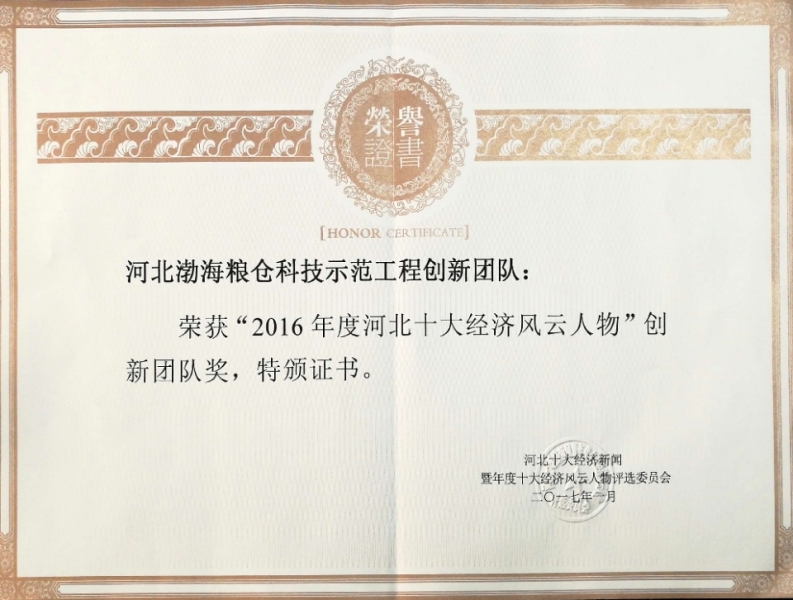 榮譽
證書
[HONOR CERTIFICATE]
河北渤海粮仓科技示范工程创新团队：
荣获“2016 年度河北十大经济风云人物”创
新团队奖，特颁证书。
河北十大经济新闻
暨年度十大经济风云人物评选委员会
二〇一七年一月